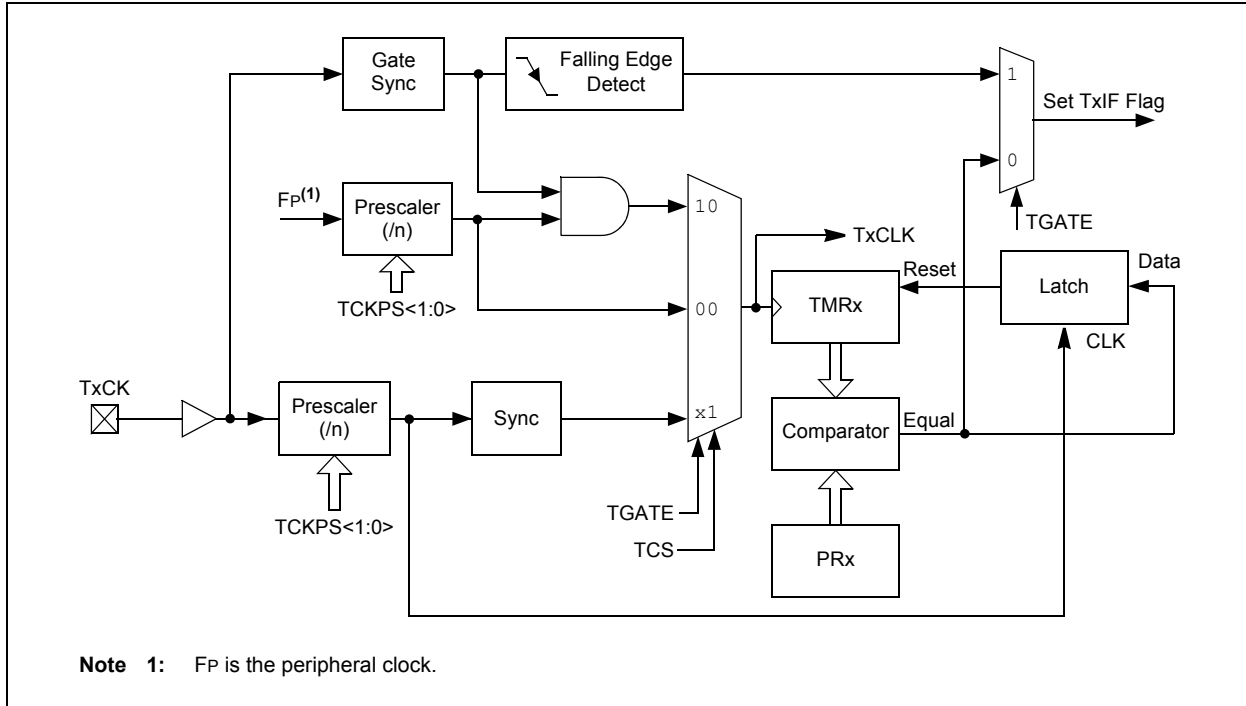 Gate
Sync
Falling Edge
Detect
1
Set TxIF Flag
0
TGATE
FP(1)
Prescaler
(/n)
10
TxCLK
TCKPS<1:0>
00
Reset
TMRx
Latch
Data
CLK
TxCK
Prescaler
(/n)
Sync
x1
Comparator
Equal
TCKPS<1:0>
TGATE
TCS
PRx
Note 1: FP is the peripheral clock.